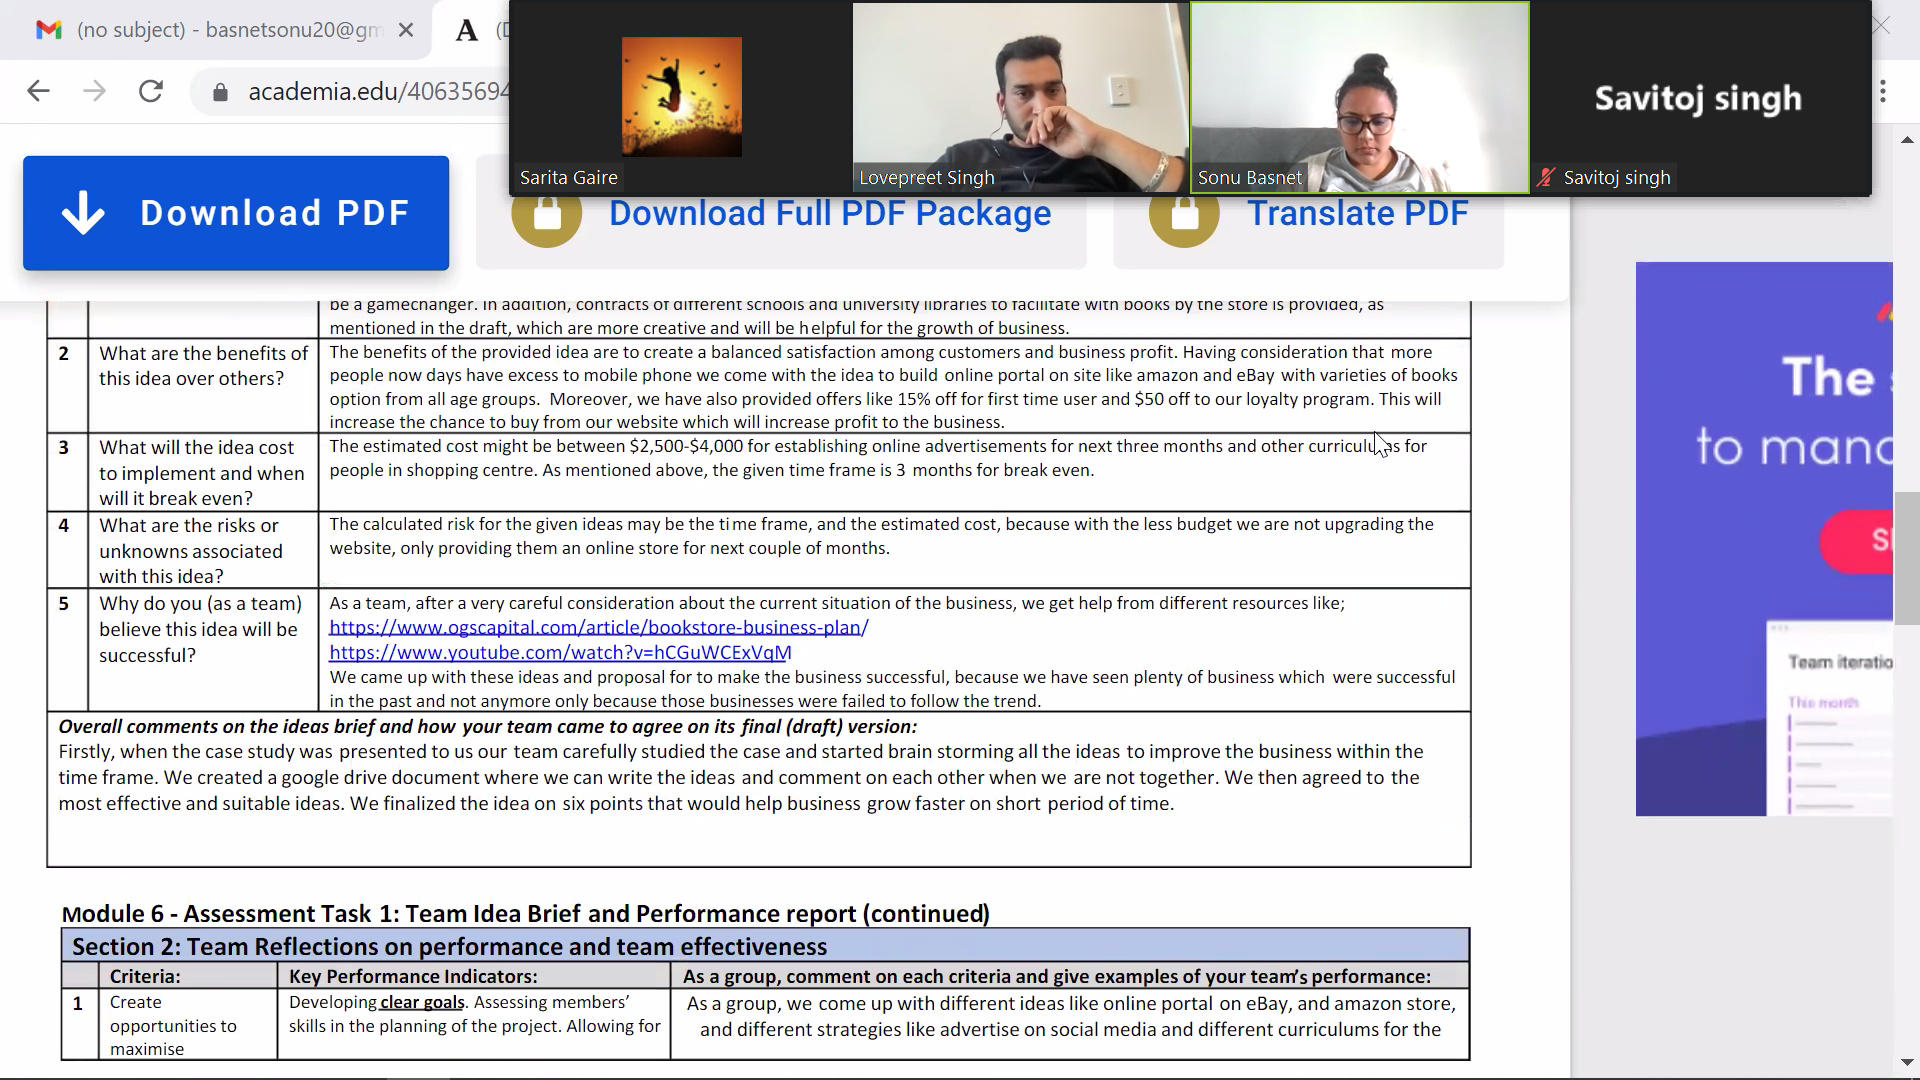 (no subject) - basnetsonu20@gm
A
academia.edu/40635694
Sarita Gaire
Lovepreet Singh
Sonu Basnet
Savitoj singh
Savitoj singh
Download PDF
Download Full PDF Package
Translate PDF
be a gamechanger. In addition, contracts of different schools and university libraries to facilitate with books by the store is provided, as
mentioned in the draft, which are more creative and will be helpful for the growth of business.
2
What are the benefits of
this idea over others?
The benefits of the provided idea are to create a balanced satisfaction among customers and business profit. Having consideration that more
people now days have excess to mobile phone we come with the idea to build online portal on site like amazon and eBay with varieties of books
option from all age groups. Moreover, we have also provided offers like 15% off for first time user and $50 off to our loyalty program. This will
increase the chance to buy from our website which will increase profit to the business.
3
What will the idea cost
to implement and when
will it break even?
The estimated cost might be between $2,500-$4,000 for establishing online advertisements for next three months and other curriculums for
people in shopping centre. As mentioned above, the given time frame is 3 months for break even.
4
What are the risks or
unknowns associated
with this idea?
The calculated risk for the given ideas may be the time frame, and the estimated cost, because with the less budget we are not upgrading the
website, only providing them an online store for next couple of months.
5
Why do you (as a team)
believe this idea will be
successful?
As a team, after a very careful consideration about the current situation of the business, we get help from different resources like;
https://www.ogscapital.com/article/bookstore-business-plan/
https://www.youtube.com/watch?v=hCGuWCExVqM
We came up with these ideas and proposal for to make the business successful, because we have seen plenty of business which were successful
in the past and not anymore only because those businesses were failed to follow the trend.
Overall comments on the ideas brief and how your team came to agree on its final (draft) version:
Firstly, when the case study was presented to us our team carefully studied the case and started brain storming all the ideas to improve the business within the
time frame. We created a google drive document where we can write the ideas and comment on each other when we are not together. We then agreed to the
most effective and suitable ideas. We finalized the idea on six points that would help business grow faster on short period of time.
Module 6 - Assessment Task 1: Team Idea Brief and Performance report (continued)
Section 2: Team Reflections on performance and team effectiveness
Criteria:
Key Performance Indicators:
As a group, comment on each criteria and give examples of your team's performance:
1
Create
opportunities to
maximise
Developing clear goals. Assessing members'
skills in the planning of the project. Allowing for
As a group, we come up with different ideas like online portal on eBay, and amazon store,
and different strategies like advertise on social media and different curriculums for the
The
to mana
Team iteratio
This month